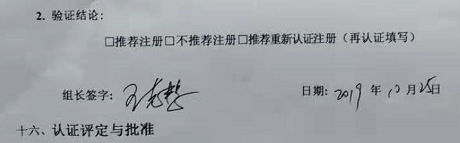 2. 验证结论：
□推荐注册□不推荐注册□推荐重新认证注册（再认证填写）
组长签字： 日期：2019 年 10 月 25日
十六、认证评定与批准